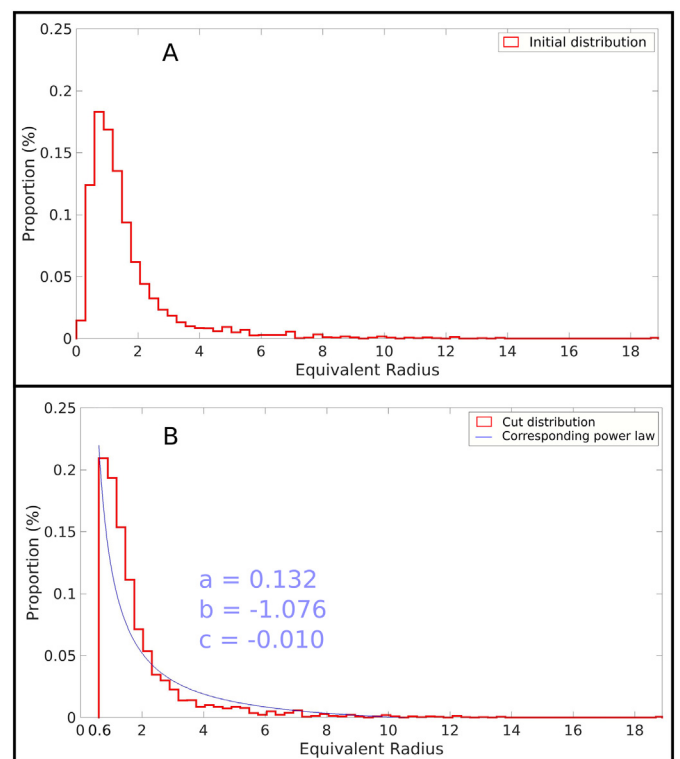 0.25
A
Initial distribution
0.2
0.15
0.1
0.05
0
Proportion (%)
0 2 4 6 8 10 12 14 16 18
Equivalent Radius
0.25
B
Cut distribution
Corresponding power law
0.2
0.15
0.1
0.05
0
Proportion (%)
a = 0.132
b = -1.076
c = -0.010
0 0.6 2 4 6 8 10 12 14 16 18
Equivalent Radius